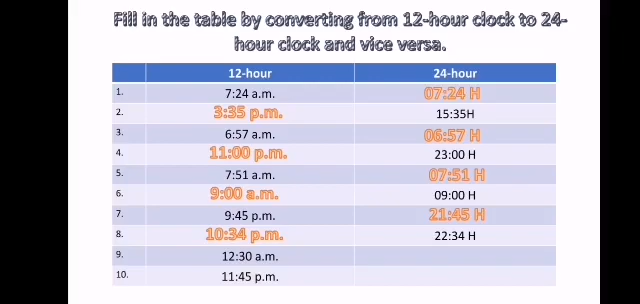 Fill in the table by converting from 12-hour clock to 24-
hour clock and vice versa.
12-hour 24-hour
1. 7:24 a.m. 07:24 H
2. 3:35 p.m. 15:35H
3. 6:57 a.m. 06:57 H
4. 11:00 p.m. 23:00 H
5. 7:51 a.m. 07:51 H
6. 9:00 a.m. 09:00 H
7. 9:45 p.m. 21:45 H
8. 10:34 p.m. 22:34 H
9. 12:30 a.m.
10. 11:45 p.m.